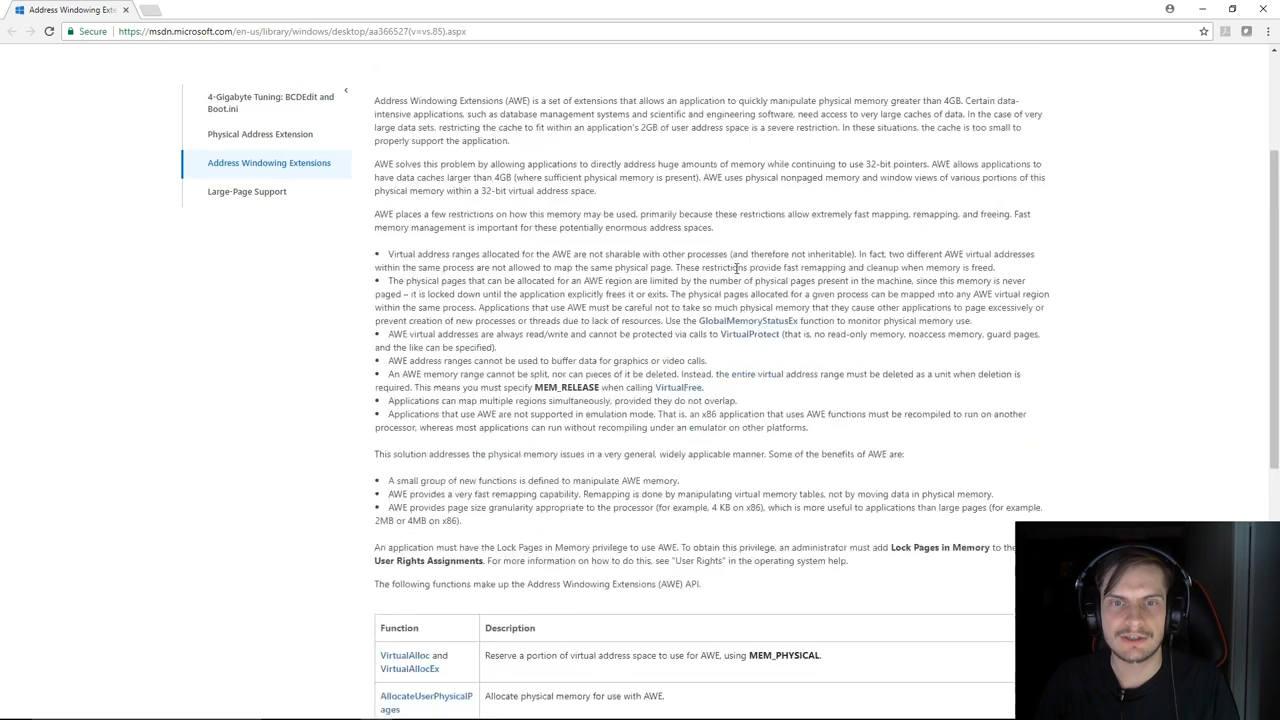 Address Windowing Exte
Secure
https://msdn.microsoft.com/en-us/library/windows/desktop/aa366527(v=vs.85).aspx
4-Gigabyte Tuning: BCDEdit and
Boot.ini
Physical Address Extension
Address Windowing Extensions
Large-Page Support
Address Windowing Extensions (AWE) is a set of extensions that allows an application to quickly manipulate physical memory greater than 4GB. Certain data-
intensive applications, such as database management systems and scientific and engineering software, need access to very large caches of data. In the case of very
large data sets, restricting the cache to fit within an application's 2GB of user address space is a severe restriction. In these situations, the cache is too small to
properly support the application.
AWE solves this problem by allowing applications to directly address huge amounts of memory while continuing to use 32-bit pointers. AWE allows applications to
have data caches larger than 4GB (where sufficient physical memory is present). AWE uses physical nonpaged memory and window views of various portions of this
physical memory within a 32-bit virtual address space.
AWE places a few restrictions on how this memory may be used, primarily because these restrictions allow extremely fast mapping, remapping, and freeing. Fast
memory management is important for these potentially enormous address spaces.
• Virtual address ranges allocated for the AWE are not sharable with other processes (and therefore not inheritable). In fact, two different AWE virtual addresses
within the same process are not allowed to map the same physical page. These restrictions provide fast remapping and cleanup when memory is freed.
• The physical pages that can be allocated for an AWE region are limited by the number of physical pages present in the machine, since this memory is never
paged – it is locked down until the application explicitly frees it or exits. The physical pages allocated for a given process can be mapped into any AWE virtual region
within the same process. Applications that use AWE must be careful not to take so much physical memory that they cause other applications to page excessively or
prevent creation of new processes or threads due to lack of resources. Use the GlobalMemoryStatusEx function to monitor physical memory use.
• AWE virtual addresses are always read/write and cannot be protected via calls to VirtualProtect (that is, no read-only memory, noaccess memory, guard pages,
and the like can be specified).
• AWE address ranges cannot be used to buffer data for graphics or video calls.
• An AWE memory range cannot be split, nor can pieces of it be deleted. Instead, the entire virtual address range must be deleted as a unit when deletion is
required. This means you must specify MEM_RELEASE when calling VirtualFree.
• Applications can map multiple regions simultaneously, provided they do not overlap.
• Applications that use AWE are not supported in emulation mode. That is, an x86 application that uses AWE functions must be recompiled to run on another
processor, whereas most applications can run without recompiling under an emulator on other platforms.
This solution addresses the physical memory issues in a very general, widely applicable manner. Some of the benefits of AWE are:
• A small group of new functions is defined to manipulate AWE memory.
• AWE provides a very fast remapping capability. Remapping is done by manipulating virtual memory tables, not by moving data in physical memory.
• AWE provides page size granularity appropriate to the processor (for example, 4 KB on x86), which is more useful to applications than large pages (for example,
2MB or 4MB on x86).
An application must have the Lock Pages in Memory privilege to use AWE. To obtain this privilege, an administrator must add Lock Pages in Memory to the
User Rights Assignments. For more information on how to do this, see "User Rights" in the operating system help.
The following functions make up the Address Windowing Extensions (AWE) API.
Function
Description
VirtualAlloc and
VirtualAllocEx
Reserve a portion of virtual address space to use for AWE, using MEM_PHYSICAL.
AllocateUserPhysicalP
ages
Allocate physical memory for use with AWE.